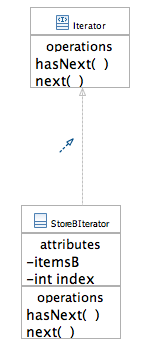 Iterator
operations
hasNext( )
next( )
StoreBIterator
attributes
-itemsB
-int index
operations
hasNext( )
next( )